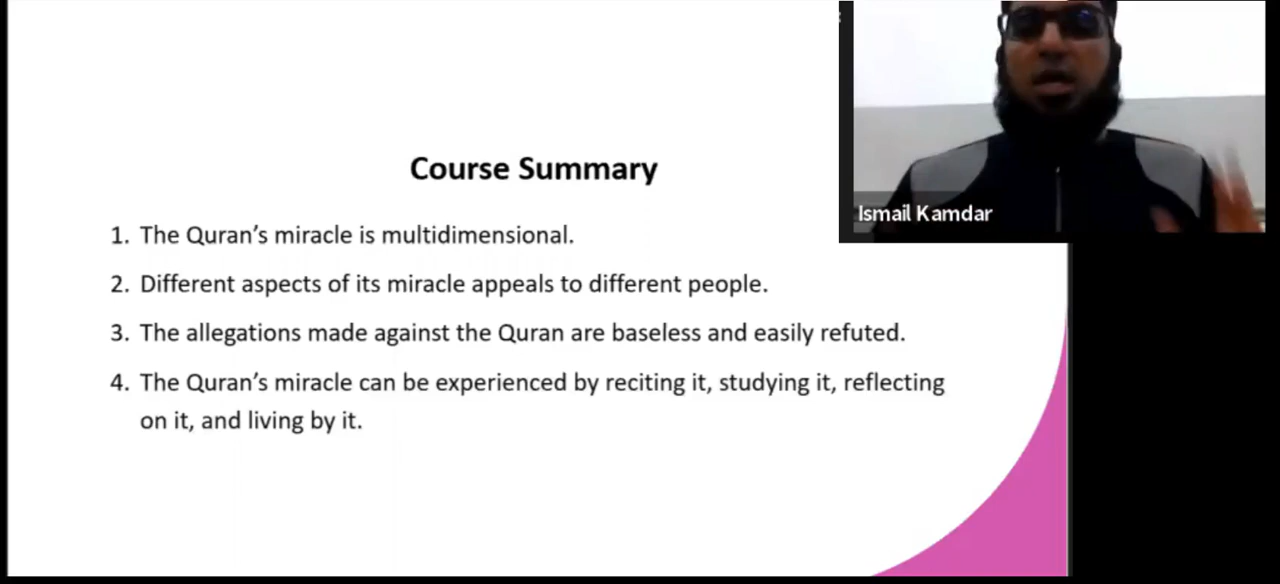 Course Summary
1. The Quran’s miracle is multidimensional.
2. Different aspects of its miracle appeals to different people.
3. The allegations made against the Quran are baseless and easily refuted.
4. The Quran’s miracle can be experienced by reciting it, studying it, reflecting
on it, and living by it.
Ismail Kamdar